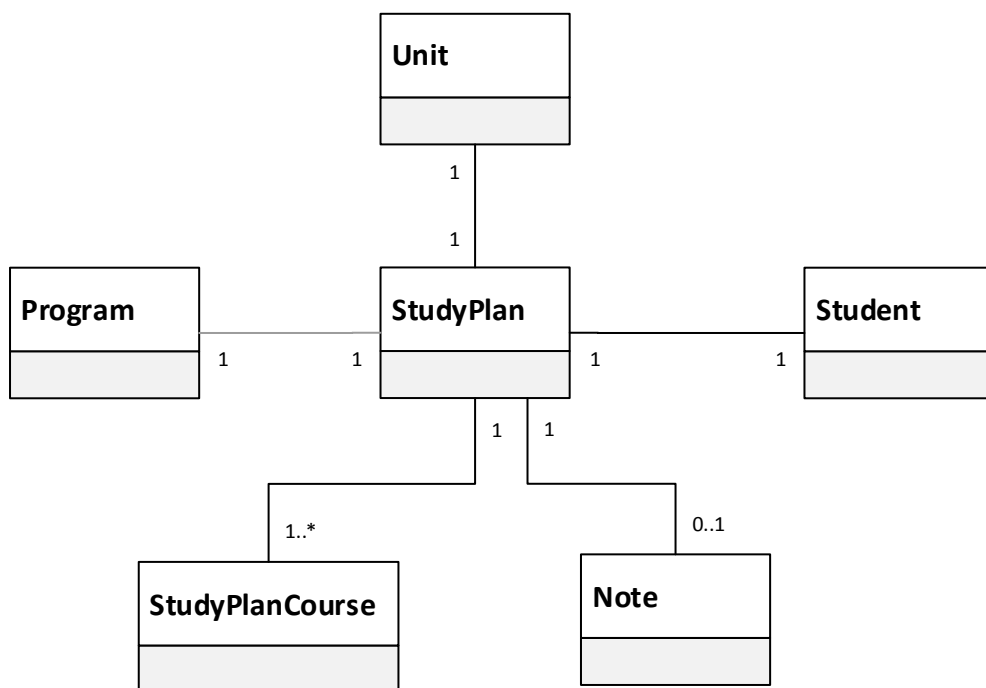 Unit
1
1
Program
StudyPlan
Student
1
1
1
1
1
1
1..*
0..1
StudyPlanCourse
Note